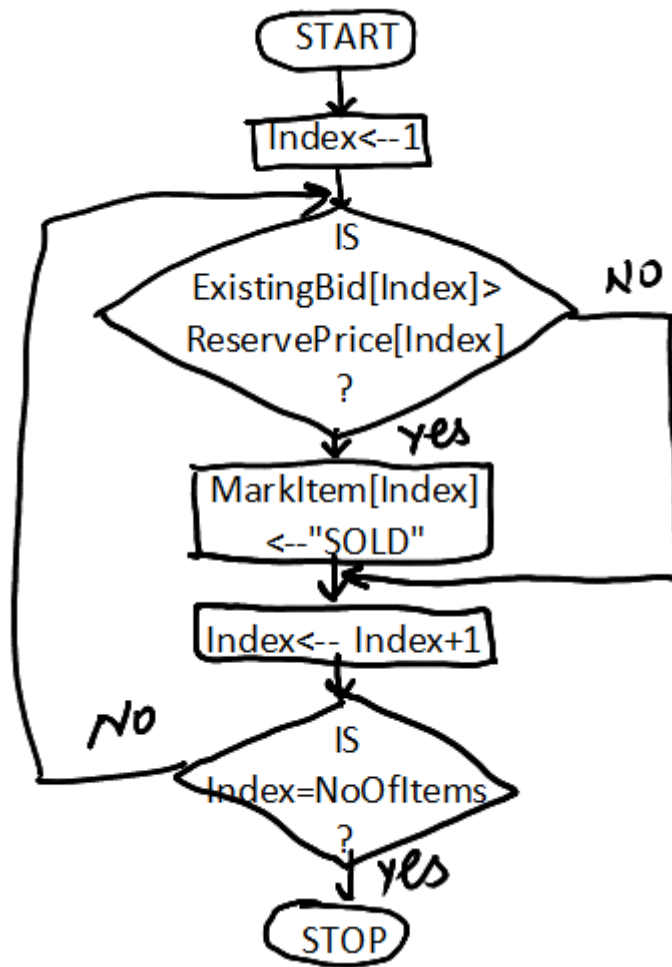 START
Index<--1
IS
ExistingBid[Index]>
NO
ReservePrice[Index]
?
yes
MarkItem[Index]
<--"SOLD"
Index<-- Index+1
NO
IS
Index=NoOfItems
?
yes
STOP